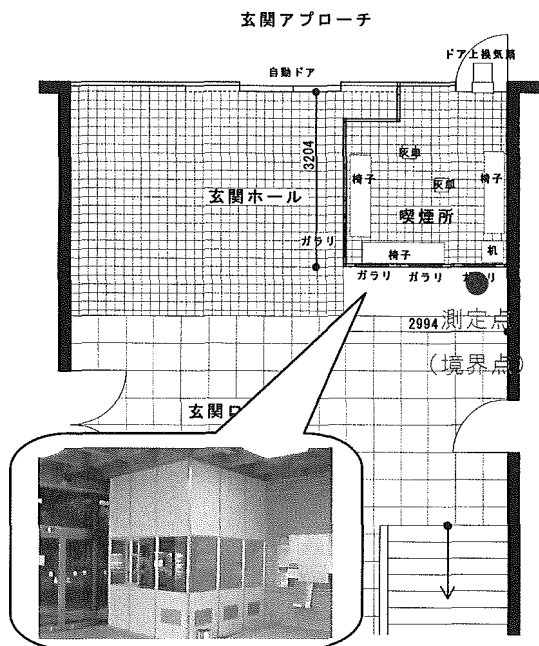 玄関アプローチ
ドア上換気扇
自動ドア
3204
灰皿
椅子
灰皿
椅子
玄関ホール
喫煙所
ガラリ
椅子
机
ガラリ
ガラリ
ガラリ
2994
測定点
(境界点)
玄関ロ